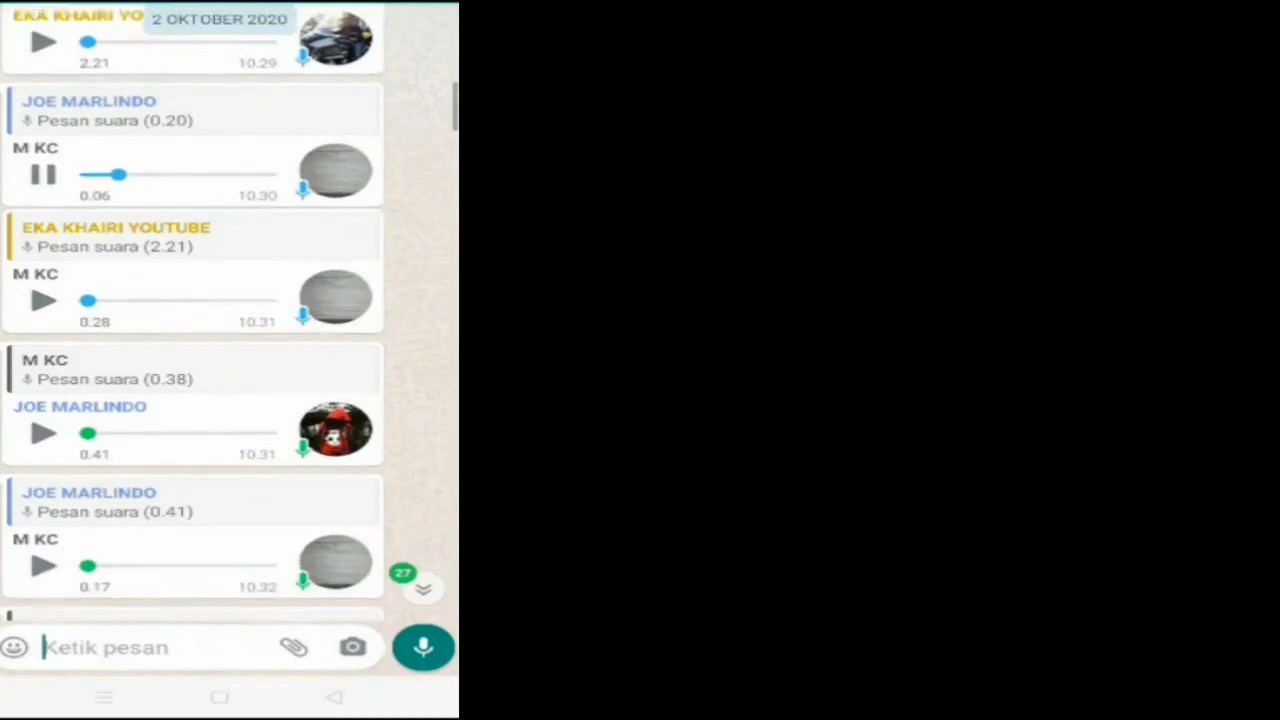 EKA KHAIRI YO
2 OKTOBER 2020
2.21 10.29
JOE MARLINDO
Pesan suara (0.20)
M KC
0.06 10.30
EKA KHAIRI YOUTUBE
Pesan suara (2.21)
M KC
0.28 10.31
M KC
Pesan suara (0.38)
JOE MARLINDO
0.41 10.31
JOE MARLINDO
Pesan suara (0.41)
M KC
0.17 10.32
27
Ketik pesan